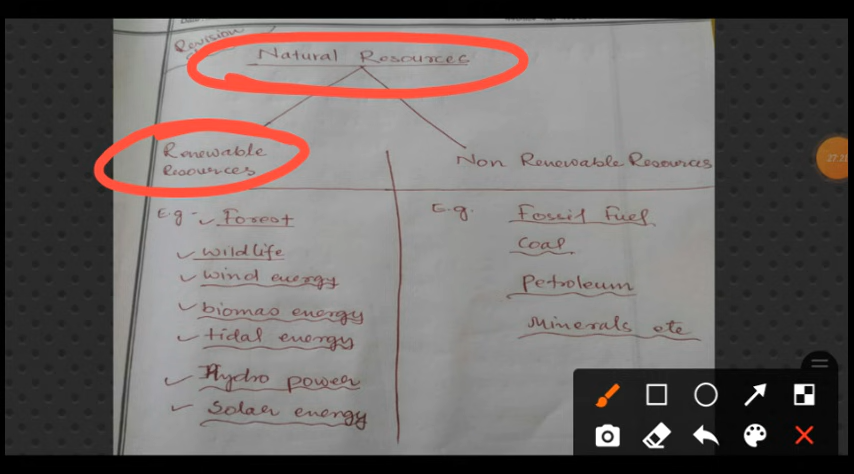 Revision
Natural Resources
Renewable
Resources
Non Renewable Resources
E.g - Forest
wildlife
wind energy
biomas energy
tidal energy
Hydro power
Solar energy
E.g. Fossil Fuel
Coal
Petroleum
Minerals etc